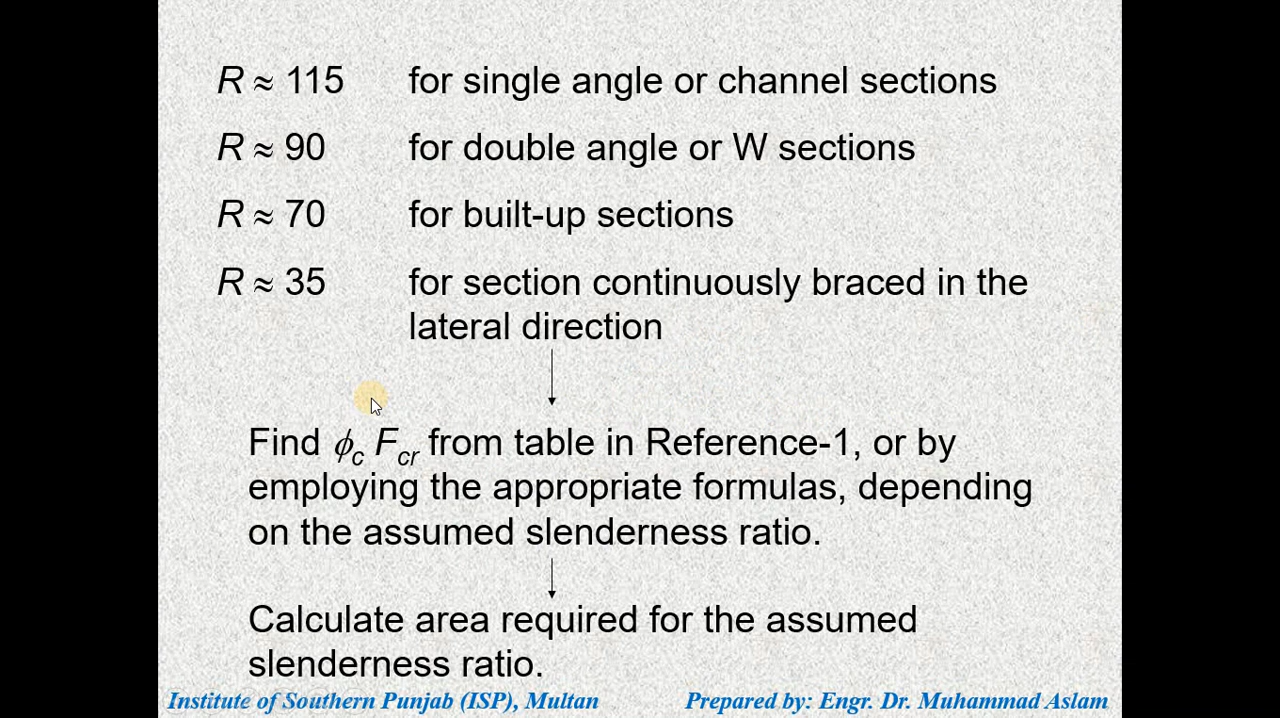 R ≈ 115 for single angle or channel sections
R ≈ 90 for double angle or W sections
R ≈ 70 for built-up sections
R ≈ 35 for section continuously braced in the
lateral direction
Find ϕc Fcr from table in Reference-1, or by
employing the appropriate formulas, depending
on the assumed slenderness ratio.
Calculate area required for the assumed
slenderness ratio.
Institute of Southern Punjab (ISP), Multan Prepared by: Engr. Dr. Muhammad Aslam